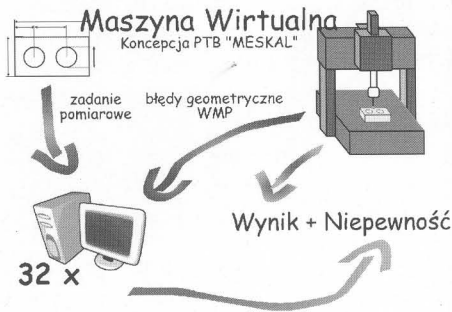 Maszyna Wirtualna
Koncepcja PTB "MESKAL"
zadanie
pomiarowe
błędy geometryczne
WMP
Wynik + Niepewność
32 x